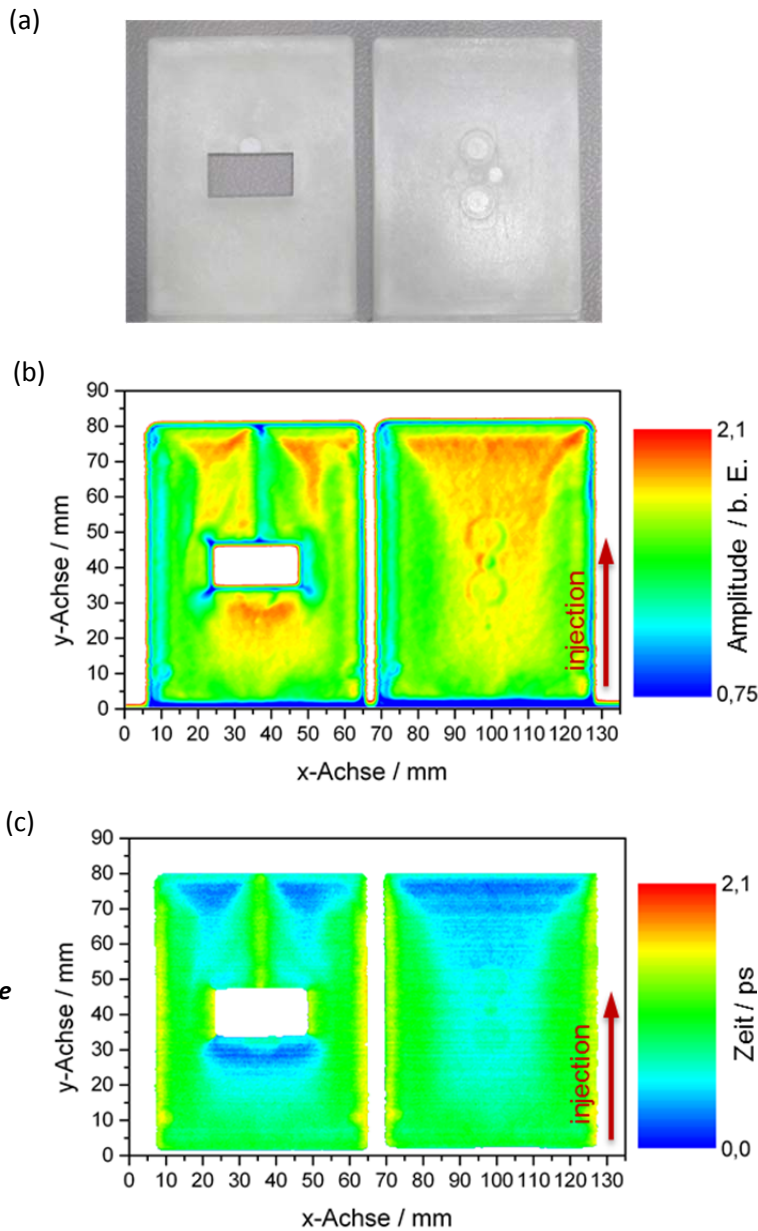 (a)
(b)
90
80
70
60
50
40
30
20
10
0
y-Achse / mm
0 10 20 30 40 50 60 70 80 90 100 110 120 130
x-Achse / mm
injection
2,1
0,75
Amplitude / b. E.
(c)
90
80
70
60
50
40
30
20
10
0
y-Achse / mm
e
0 10 20 30 40 50 60 70 80 90 100 110 120 130
x-Achse / mm
injection
2,1
0,0
Zeit / ps